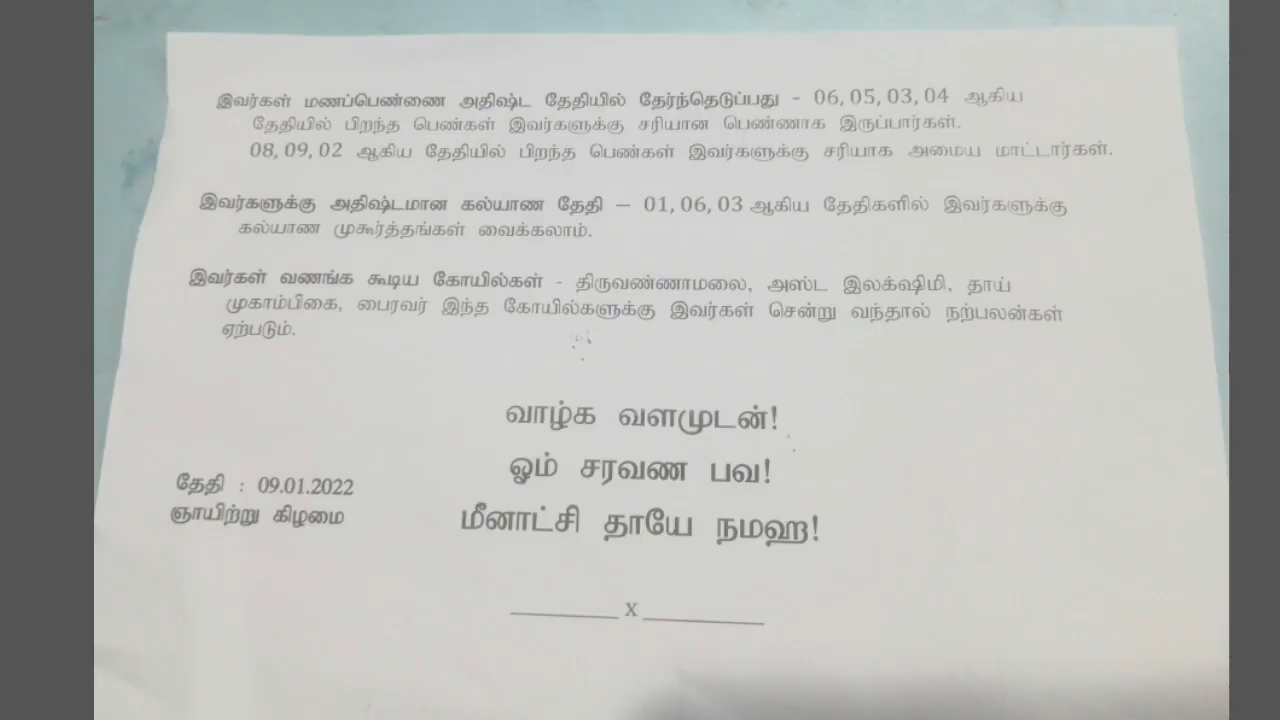 இவர்கள் மணப்பெண்ணை அதிஷ்ட தேதியில் தேர்ந்தெடுப்பது - 06, 05, 03, 04 ஆகிய
தேதியில் பிறந்த பெண்கள் இவர்களுக்கு சரியான பெண்ணாக இருப்பார்கள்.
08, 09, 02 ஆகிய தேதியில் பிறந்த பெண்கள் இவர்களுக்கு சரியாக அமைய மாட்டார்கள்.
இவர்களுக்கு அதிஷ்டமான கல்யாண தேதி – 01, 06, 03 ஆகிய தேதிகளில் இவர்களுக்கு
கல்யாண முகூர்த்தங்கள் வைக்கலாம்.
இவர்கள் வணங்க கூடிய கோயில்கள் - திருவண்ணாமலை, அஸ்ட இலக்ஷிமி, தாய்
முகாம்பிகை, பைரவர் இந்த கோயில்களுக்கு இவர்கள் சென்று வந்தால் நற்பலன்கள்
ஏற்படும்.
வாழ்க வளமுடன்!
ஓம் சரவண பவ!
மீனாட்சி தாயே நமஹ!
தேதி : 09.01.2022
ஞாயிற்று கிழமை
________ X ________